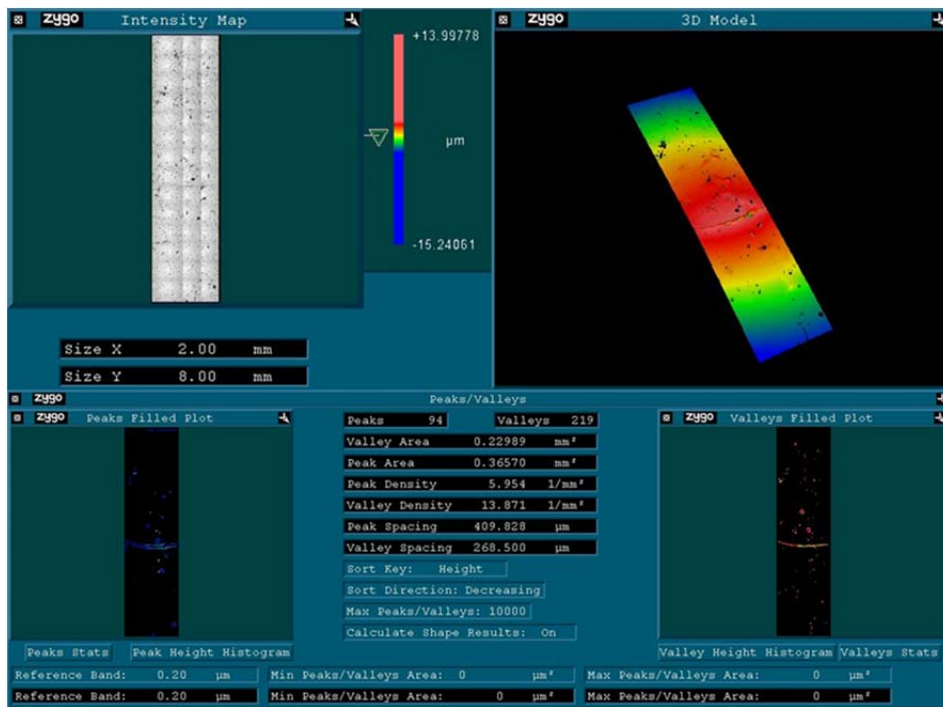 zygo Intensity Map
+13.99778
µm
-15.24061
zygo 3D Model
Size X 2.00 mm
Size Y 8.00 mm
zygo Peaks/Valleys
zygo Peaks Filled Plot
Peaks 94 Valleys 219
Valley Area 0.22989 mm²
Peak Area 0.36570 mm²
Peak Density 5.954 1/mm²
Valley Density 13.871 1/mm²
Peak Spacing 409.828 µm
Valley Spacing 268.500 µm
Sort Key: Height
Sort Direction: Decreasing
Max Peaks/Valleys: 10000
Calculate Shape Results: On
zygo Valleys Filled Plot
Peaks Stats Peak Height Histogram
Valley Height Histogram Valleys Stats
Reference Band: 0.20 µm Min Peaks/Valleys Area: 0 µm² Max Peaks/Valleys Area: 0 µm²
Reference Band: 0.20 µm Min Peaks/Valleys Area: 0 µm² Max Peaks/Valleys Area: 0 µm²